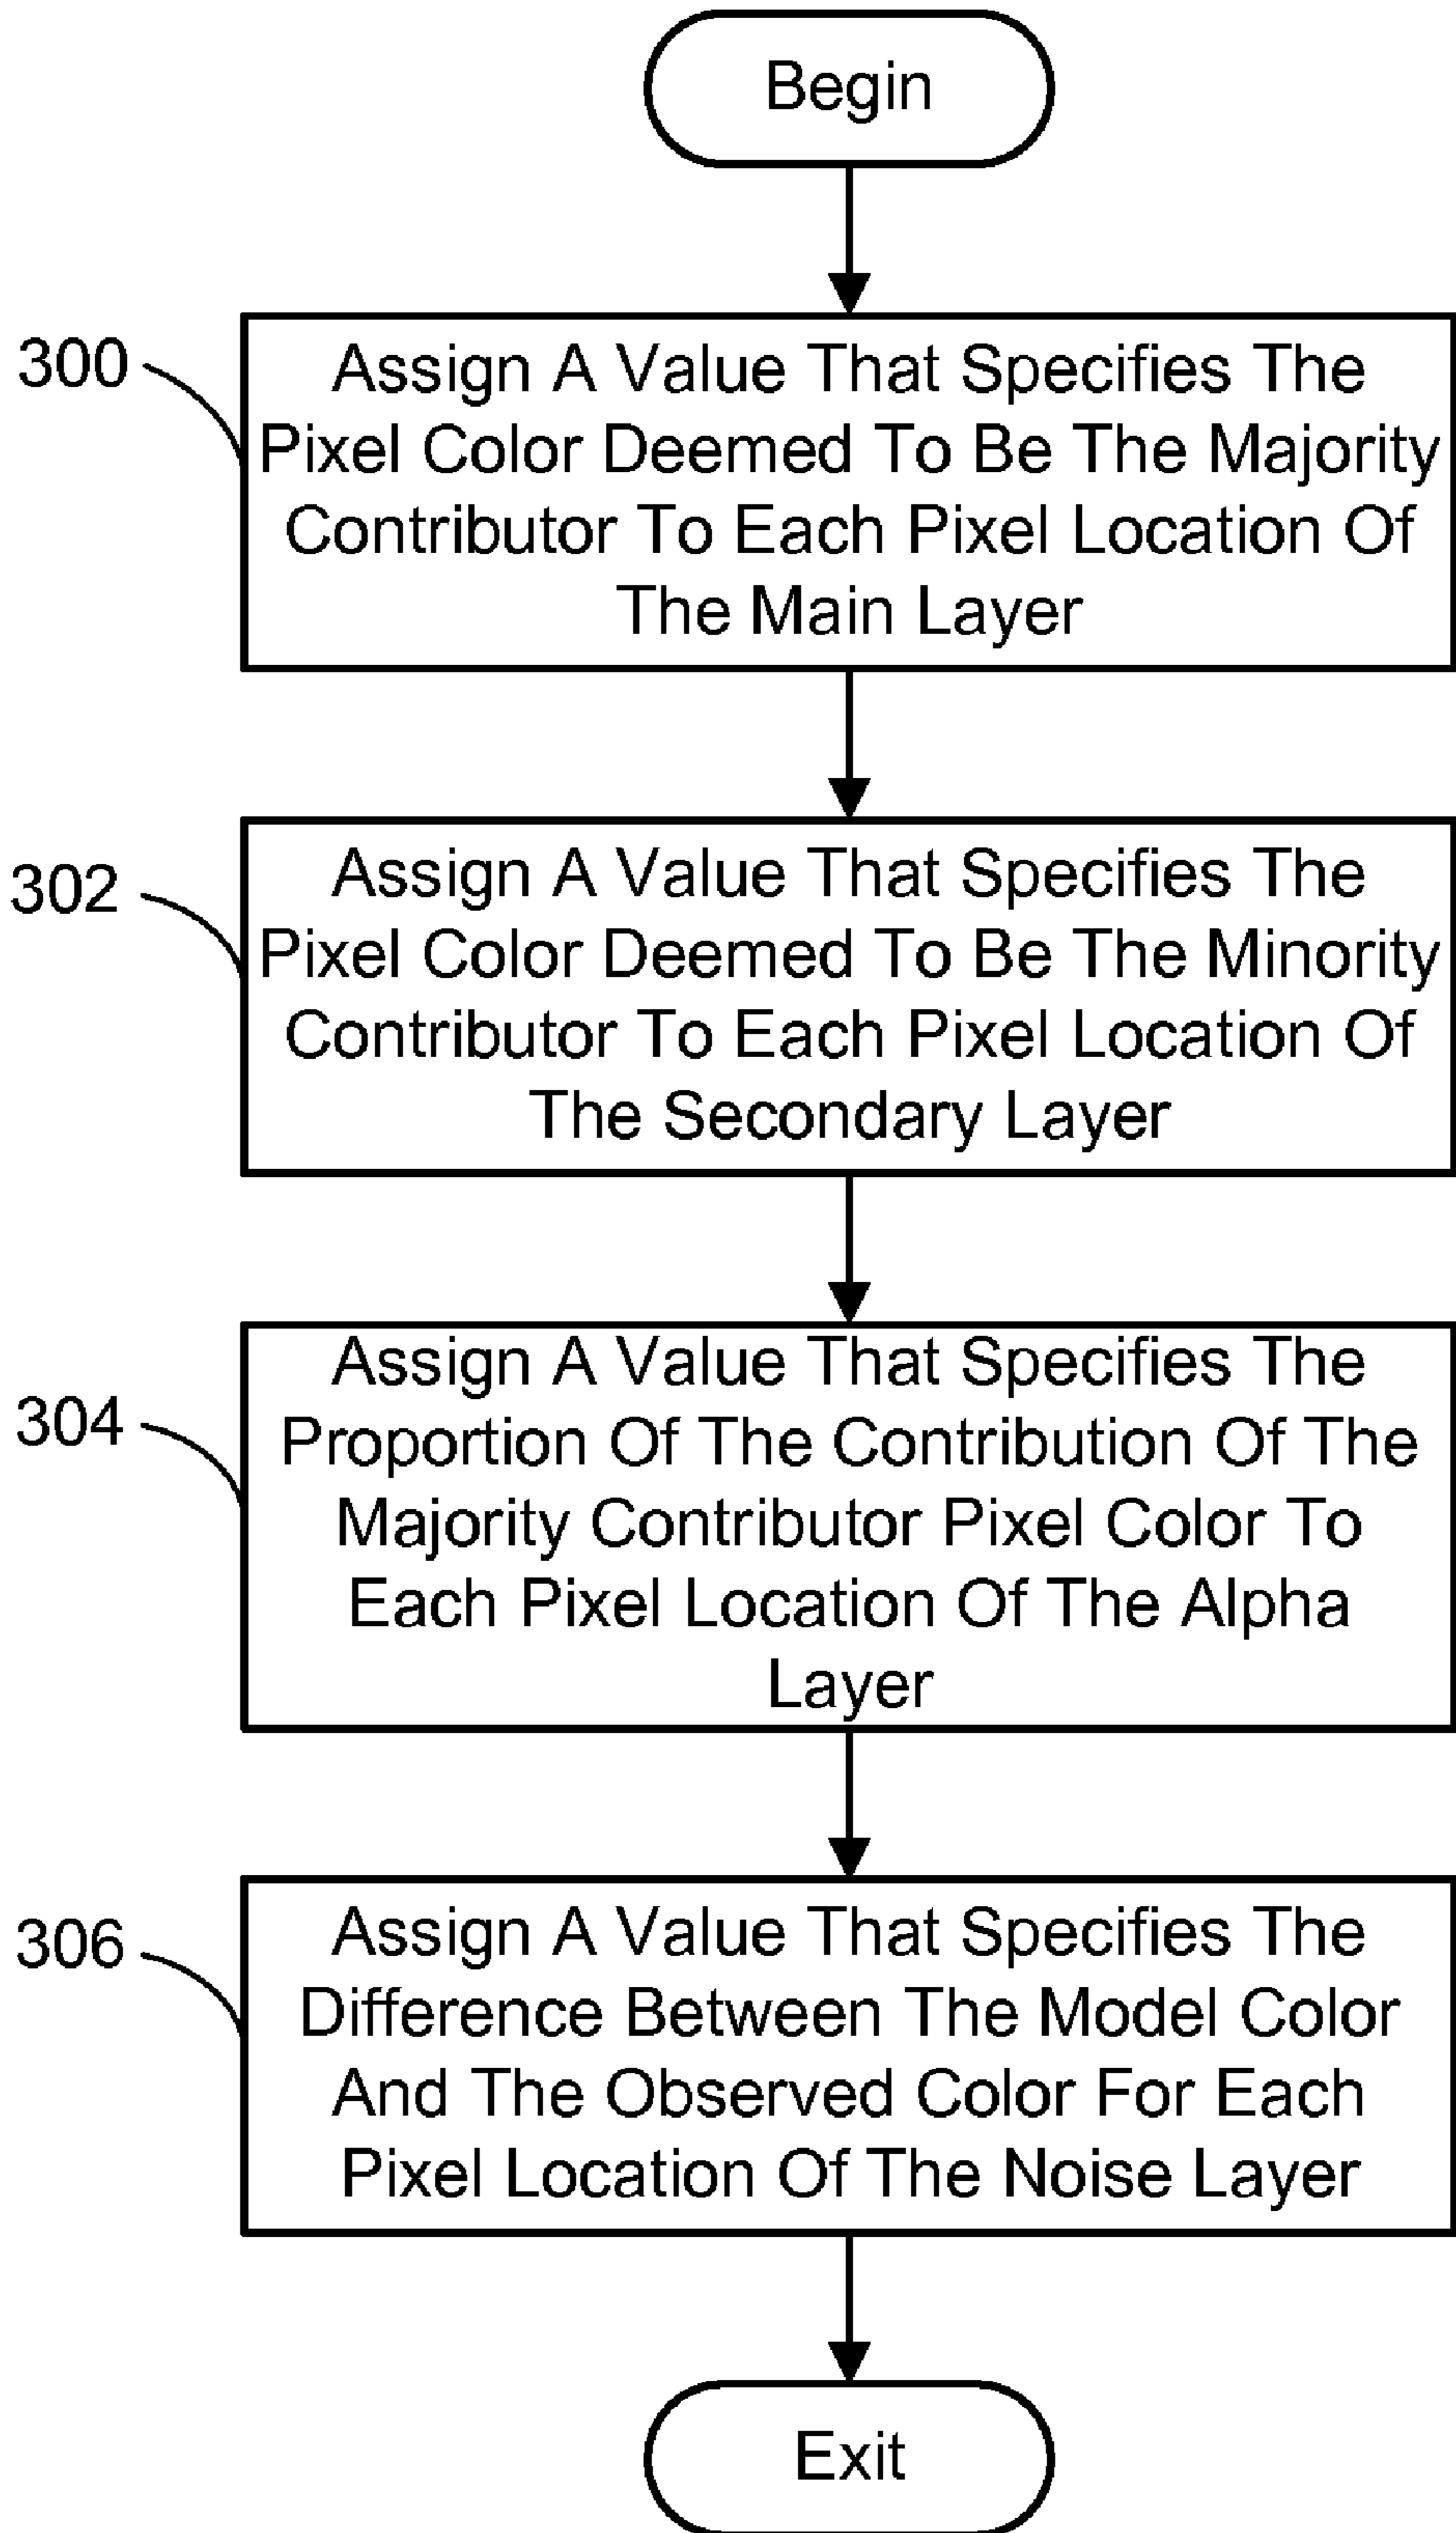 Begin
300
Assign A Value That Specifies The
Pixel Color Deemed To Be The Majority
Contributor To Each Pixel Location Of
The Main Layer
302
Assign A Value That Specifies The
Pixel Color Deemed To Be The Minority
Contributor To Each Pixel Location Of
The Secondary Layer
304
Assign A Value That Specifies The
Proportion Of The Contribution Of The
Majority Contributor Pixel Color To
Each Pixel Location Of The Alpha
Layer
306
Assign A Value That Specifies The
Difference Between The Model Color
And The Observed Color For Each
Pixel Location Of The Noise Layer
Exit